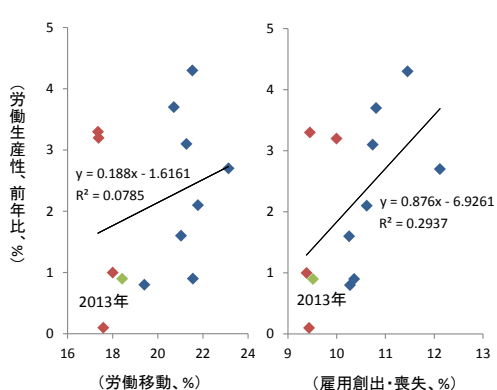 (労働生産性、前年比、%)
5
4
3
2
1
0
y = 0.188x - 1.6161
R² = 0.0785
2013年
16
18
20
22
24
(労働移動、%)
5
4
3
2
1
0
y = 0.876x - 6.9261
R² = 0.2937
2013年
9
10
11
12
13
(雇用創出・喪失、%)